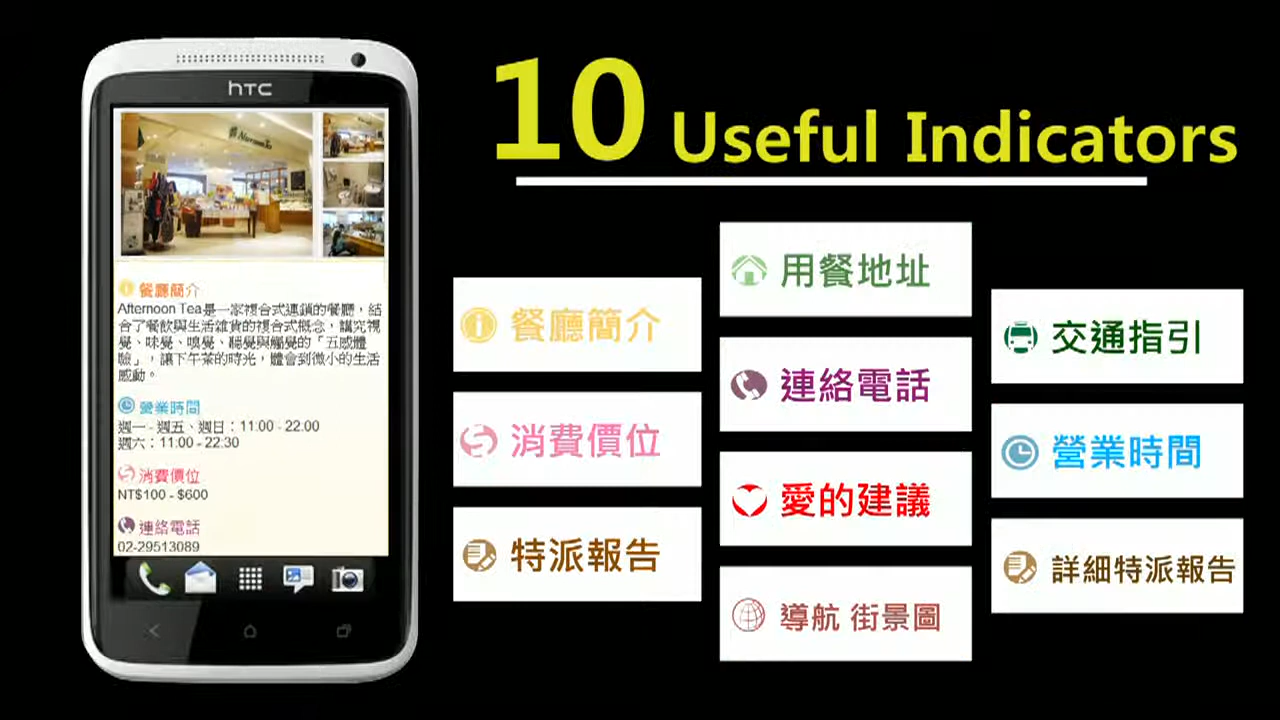 hTC
Afternoon Tea
餐廳簡介
Afternoon Tea是一家複合式連鎖的餐廳，結
合了餐飲與生活雜貨的複合式概念，講究視
覺、味覺、嗅覺、聽覺與觸覺的「五感體
驗」，讓下午茶的時光，體會到微小的生活
感動。
營業時間
週一 - 週五、週日：11:00 - 22:00
週六：11:00 - 22:30
消費價位
NT$100 - $600
連絡電話
02-29513089
10 Useful Indicators
餐廳簡介
消費價位
特派報告
用餐地址
連絡電話
愛的建議
導航 街景圖
交通指引
營業時間
詳細特派報告